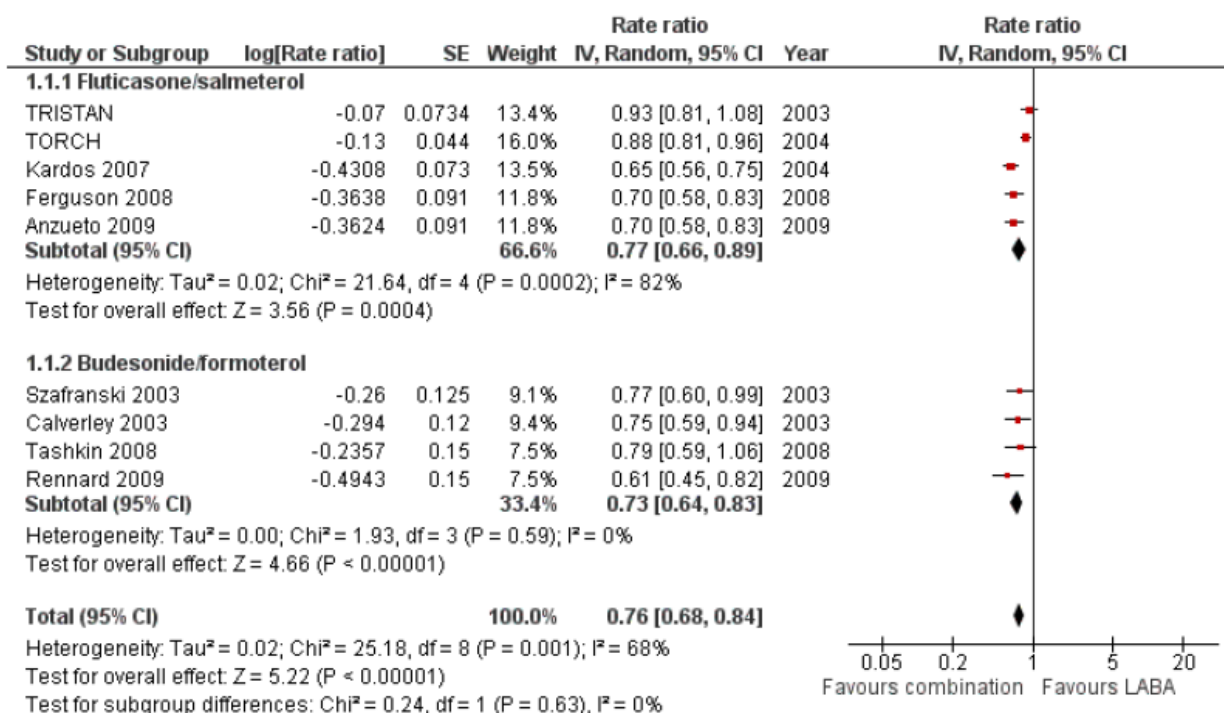 Rate ratio Rate ratio
Study or Subgroup log[Rate ratio] SE Weight IV, Random, 95% CI Year IV, Random, 95% CI
1.1.1 Fluticasone/salmeterol
TRISTAN -0.07 0.0734 13.4% 0.93 [0.81, 1.08] 2003
TORCH -0.13 0.044 16.0% 0.88 [0.81, 0.96] 2004
Kardos 2007 -0.4308 0.073 13.5% 0.65 [0.56, 0.75] 2004
Ferguson 2008 -0.3638 0.091 11.8% 0.70 [0.58, 0.83] 2008
Anzueto 2009 -0.3624 0.091 11.8% 0.70 [0.58, 0.83] 2009
Subtotal (95% CI) 66.6% 0.77 [0.66, 0.89]
Heterogeneity: Tau² = 0.02; Chi² = 21.64, df = 4 (P = 0.0002); I² = 82%
Test for overall effect: Z = 3.56 (P = 0.0004)
1.1.2 Budesonide/formoterol
Szafranski 2003 -0.26 0.125 9.1% 0.77 [0.60, 0.99] 2003
Calverley 2003 -0.294 0.12 9.4% 0.75 [0.59, 0.94] 2003
Tashkin 2008 -0.2357 0.15 7.5% 0.79 [0.59, 1.06] 2008
Rennard 2009 -0.4943 0.15 7.5% 0.61 [0.45, 0.82] 2009
Subtotal (95% CI) 33.4% 0.73 [0.64, 0.83]
Heterogeneity: Tau² = 0.00; Chi² = 1.93, df = 3 (P = 0.59); I² = 0%
Test for overall effect: Z = 4.66 (P < 0.00001)
Total (95% CI) 100.0% 0.76 [0.68, 0.84]
Heterogeneity: Tau² = 0.02; Chi² = 25.18, df = 8 (P = 0.001); I² = 68%
Test for overall effect: Z = 5.22 (P < 0.00001)
Test for subgroup differences: Chi² = 0.24, df = 1 (P = 0.63), I² = 0%
0.05 0.2 1 5 20
Favours combination Favours LABA